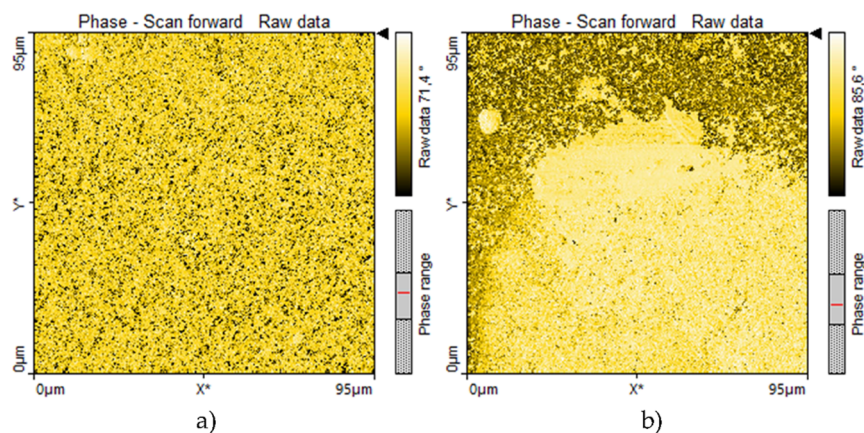 Phase - Scan forward Raw data
95µm
Y*
0µm
0µm
X*
95µm
Raw data 71,4 °
Phase range
a)
Phase - Scan forward Raw data
95µm
Y*
0µm
0µm
X*
95µm
Raw data 85,6 °
Phase range
b)